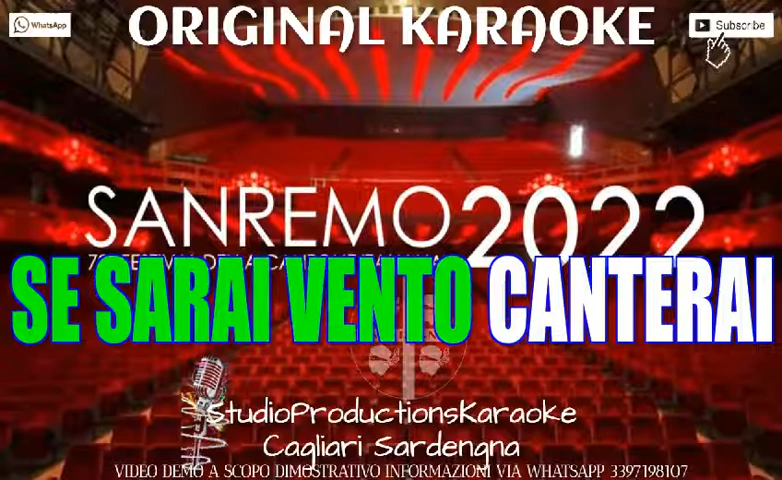 WhatsApp
ORIGINAL KARAOKE
Subscribe
SANREMO 2022
SE SARAI VENTO CANTERAI
StudioProductionsKaraoke
Cagliari Sardengna
VIDEO DEMO A SCOPO DIMOSTRATIVO INFORMAZIONI VIA WHATSAPP 3397198107